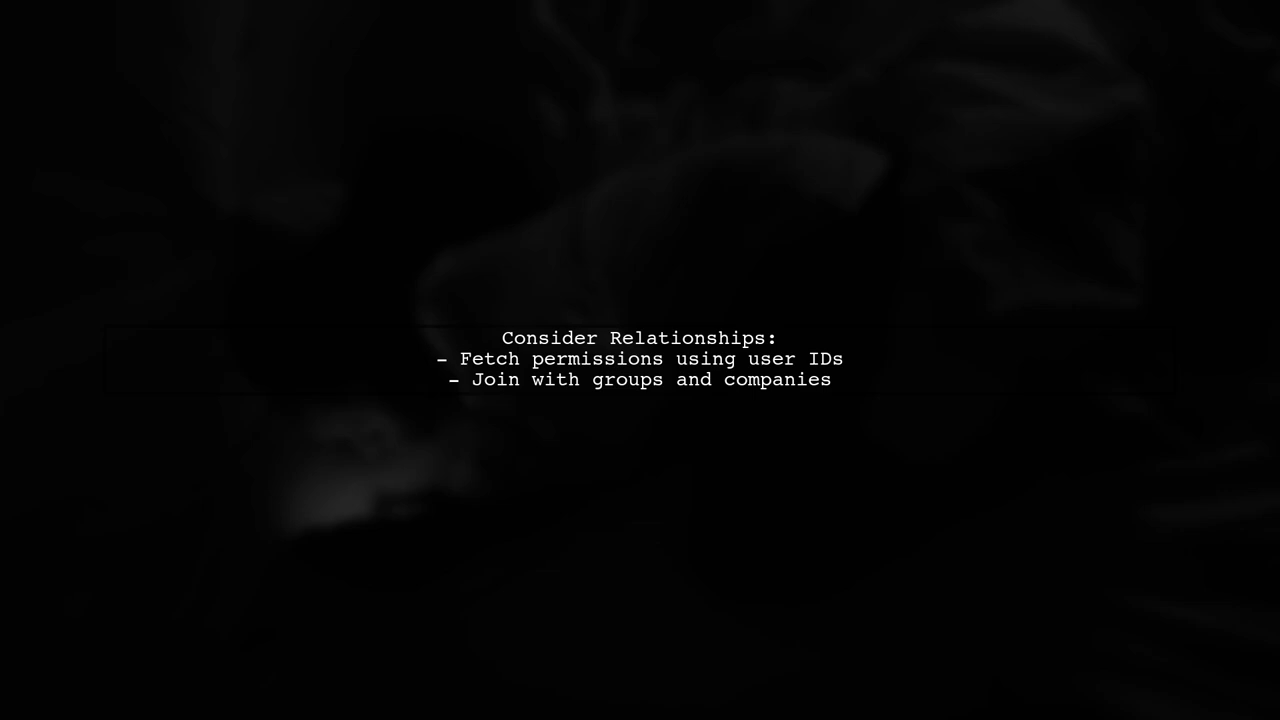 Consider Relationships:
– Fetch permissions using user IDs
– Join with groups and companies